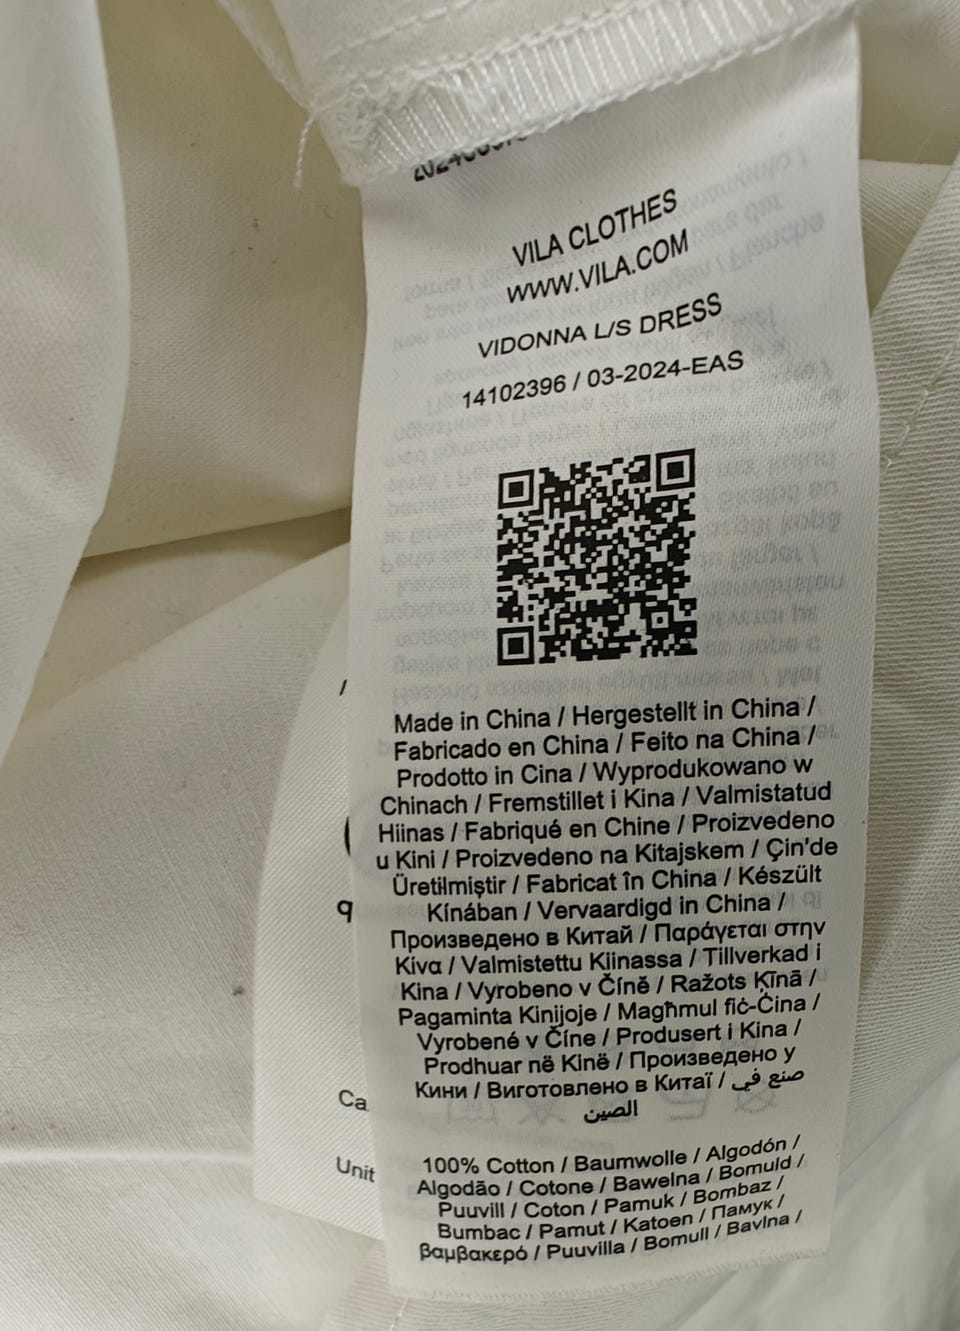 VILA CLOTHES
WWW.VILA.COM
VIDONNA L/S DRESS
14102396 / 03-2024-EAS
Made in China / Hergestellt in China /
Fabricado en China / Feito na China /
Prodotto in Cina / Wyprodukowano w
Chinach / Fremstillet i Kina / Valmistatud
Hiinas / Fabriqué en Chine / Proizvedeno
u Kini / Proizvedeno na Kitajskem / Çin'de
Üretilmiştir / Fabricat în China / Készült
Kínában / Vervaardigd in China /
Произведено в Китай / Παράγεται στην
Κίνα / Valmistettu Kiinassa / Tillverkad i
Kina / Vyrobeno v Číně / Ražots Ķīnā /
Pagaminta Kinijoje / Magħmul fiċ-Ċina /
Vyrobené v Číne / Produsert i Kina /
Prodhuar në Kinë / Произведено у
Кини / Виготовлено в Китаї / صنع في
الصين
100% Cotton / Baumwolle / Algodón /
Algodão / Cotone / Bawełna / Bomuld /
Puuvill / Coton / Pamuk / Bombaz /
Bumbac / Pamut / Katoen / Памук /
βαμβακερό / Puuvilla / Bomull / Bavlna /
q
Ca
Unit